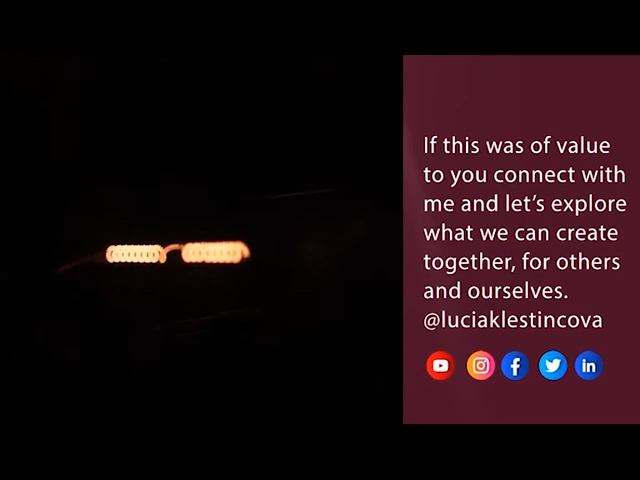 If this was of value
to you connect with
me and let’s explore
what we can create
together, for others
and ourselves.
@luciaklestincova